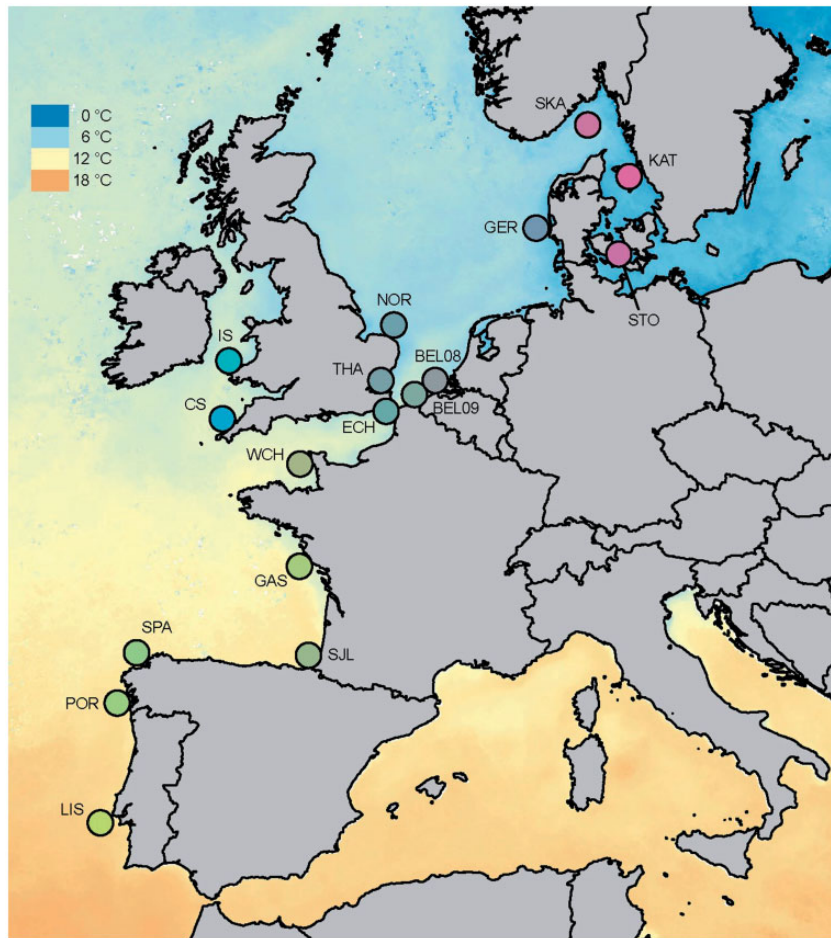 0 °C
6 °C
12 °C
18 °C
SKA
KAT
GER
STO
NOR
IS
THA
BEL08
BEL09
CS
ECH
WCH
GAS
SPA
SJL
POR
LIS